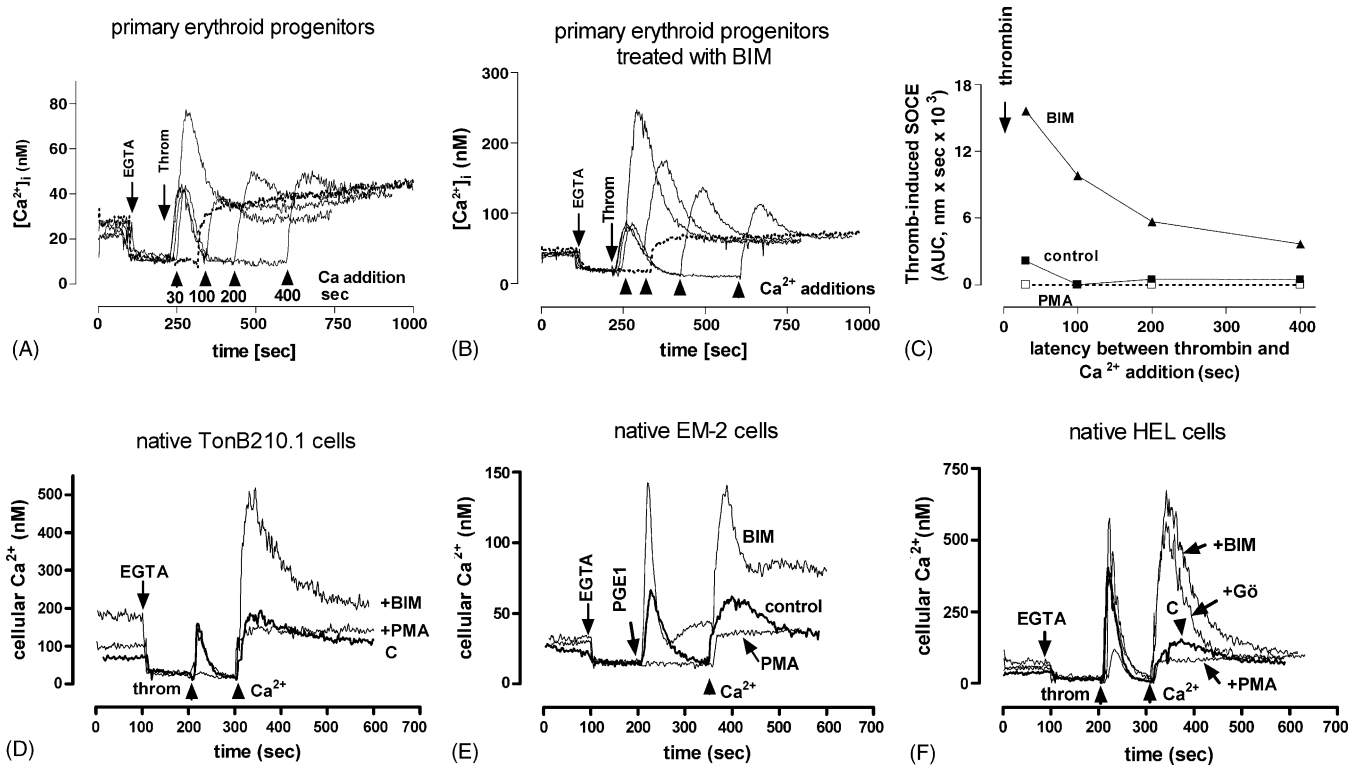 primary erythroid progenitors
[Ca2+]i (nM)
80
60
40
20
0
EGTA
Throm
Ca addition
30 100 200 400 sec
0 250 500 750 1000
time [sec]
(A)
primary erythroid progenitors
treated with BIM
[Ca2+]i (nM)
300
200
100
0
EGTA
Throm
Ca2+ additions
0 250 500 750 1000
time [sec]
(B)
thrombin
Thromb-induced SOCE
(AUC, nm x sec x 10 3)
18
12
6
0
BIM
control
PMA
0 100 200 300 400
latency between thrombin and
Ca 2+ addition (sec)
(C)
native TonB210.1 cells
cellular Ca2+ (nM)
500
400
300
200
100
0
EGTA
+BIM
+PMA
C
throm
Ca2+
0 100 200 300 400 500 600 700
time (sec)
(D)
native EM-2 cells
cellular Ca2+ (nM)
150
100
50
0
EGTA
PGE1
BIM
control
PMA
Ca2+
0 100 200 300 400 500 600 700
time (sec)
(E)
native HEL cells
cellular Ca2+(nM)
750
500
250
0
EGTA
+BIM
+Gö
C
+PMA
throm
Ca2+
0 100 200 300 400 500 600 700
time (sec)
(F)